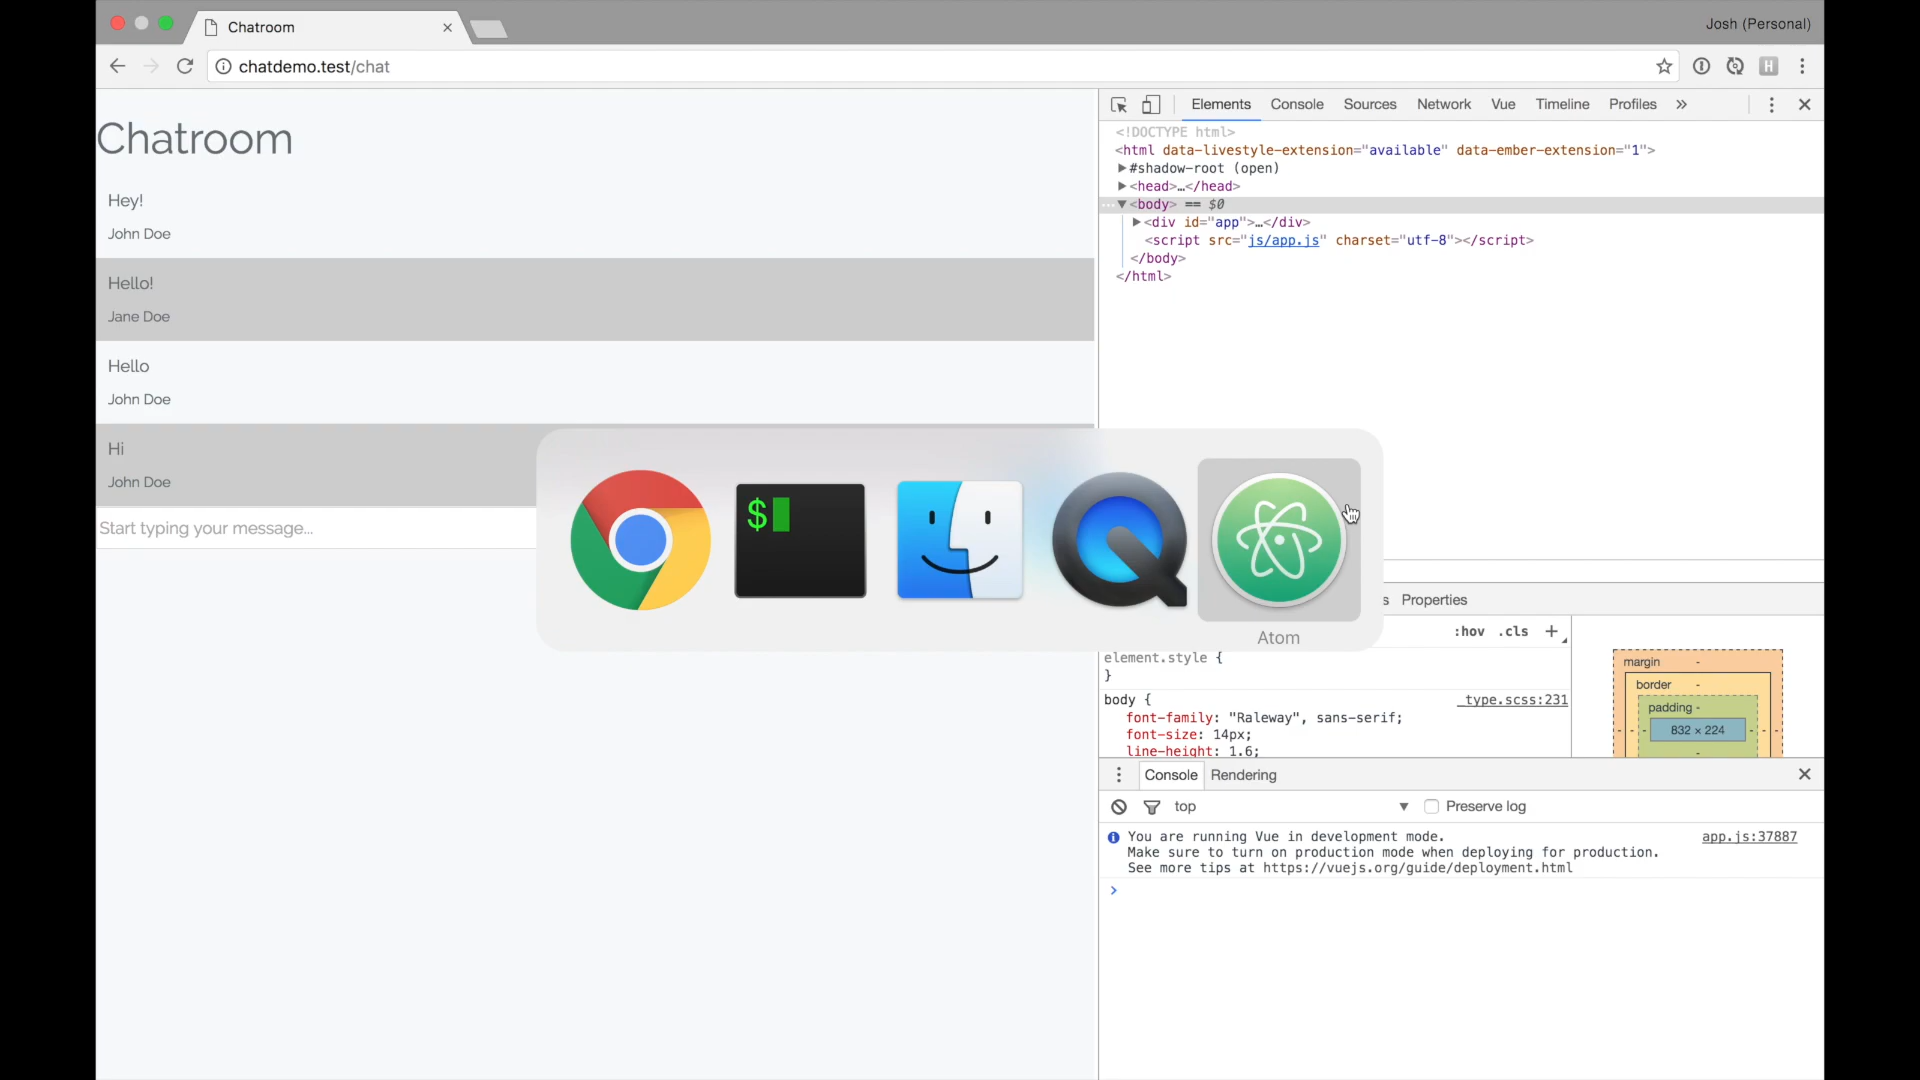 Chatroom
Josh (Personal)
chatdemo.test/chat
H
Elements Console Sources Network Vue Timeline Profiles »
Chatroom
Hey!
John Doe
Hello!
Jane Doe
Hello
John Doe
Hi
John Doe
Start typing your message...
<!DOCTYPE html>
<html data-livestyle-extension="available" data-ember-extension="1">
▶#shadow-root (open)
▶<head>…</head>
…▼<body> == $0
▶<div id="app">…</div>
<script src="js/app.js" charset="utf-8"></script>
</body>
</html>
$
Atom
s Properties
:hov .cls +
element.style {
}
body { _type.scss:231
font-family: "Raleway", sans-serif;
font-size: 14px;
line-height: 1.6;
margin -
border -
padding -
- - - 832 × 224 - - -
-
Console Rendering
top ▼ Preserve log
You are running Vue in development mode. app.js:37887
Make sure to turn on production mode when deploying for production.
See more tips at https://vuejs.org/guide/deployment.html
>